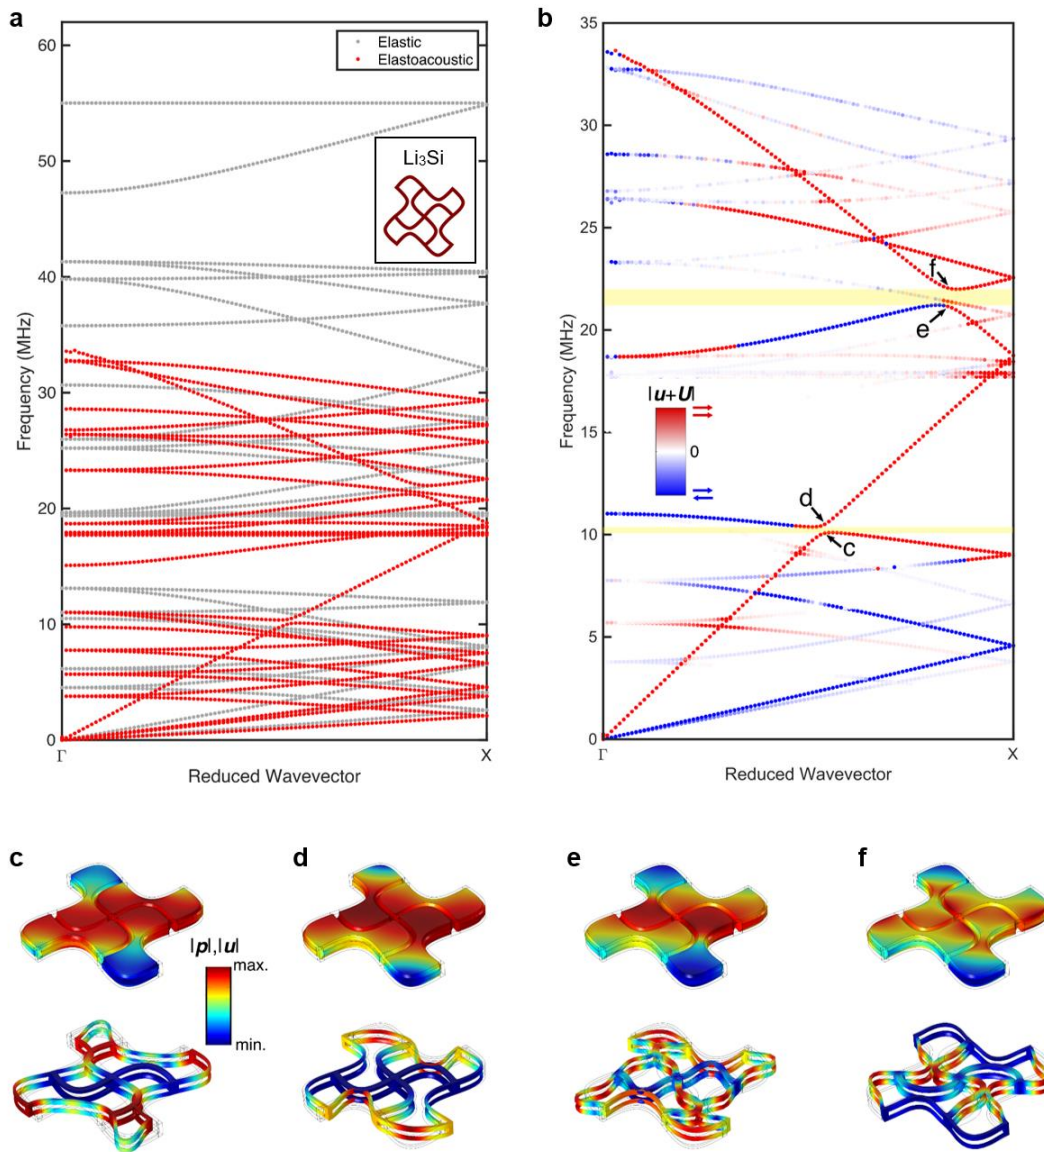 a
60
50
40
30
20
10
0
Frequency (MHz)
Elastic
Elastoacoustic
Li₃Si
Γ
X
Reduced Wavevector
b
35
30
25
20
15
10
5
0
Frequency (MHz)
|u+U|
0
f
e
d
c
Γ
X
Reduced Wavevector
c
d
e
f
|p|,|u|
max.
min.